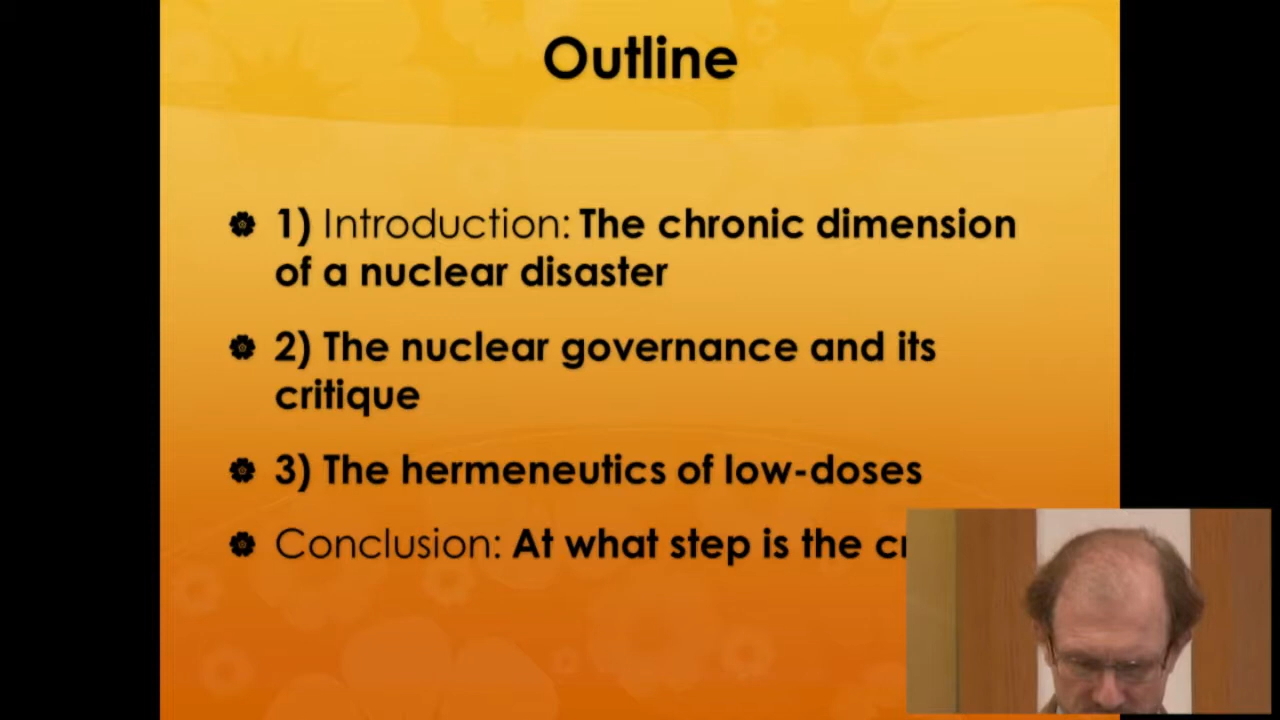 Outline
1) Introduction: The chronic dimension
of a nuclear disaster
2) The nuclear governance and its
critique
3) The hermeneutics of low-doses
Conclusion: At what step is the